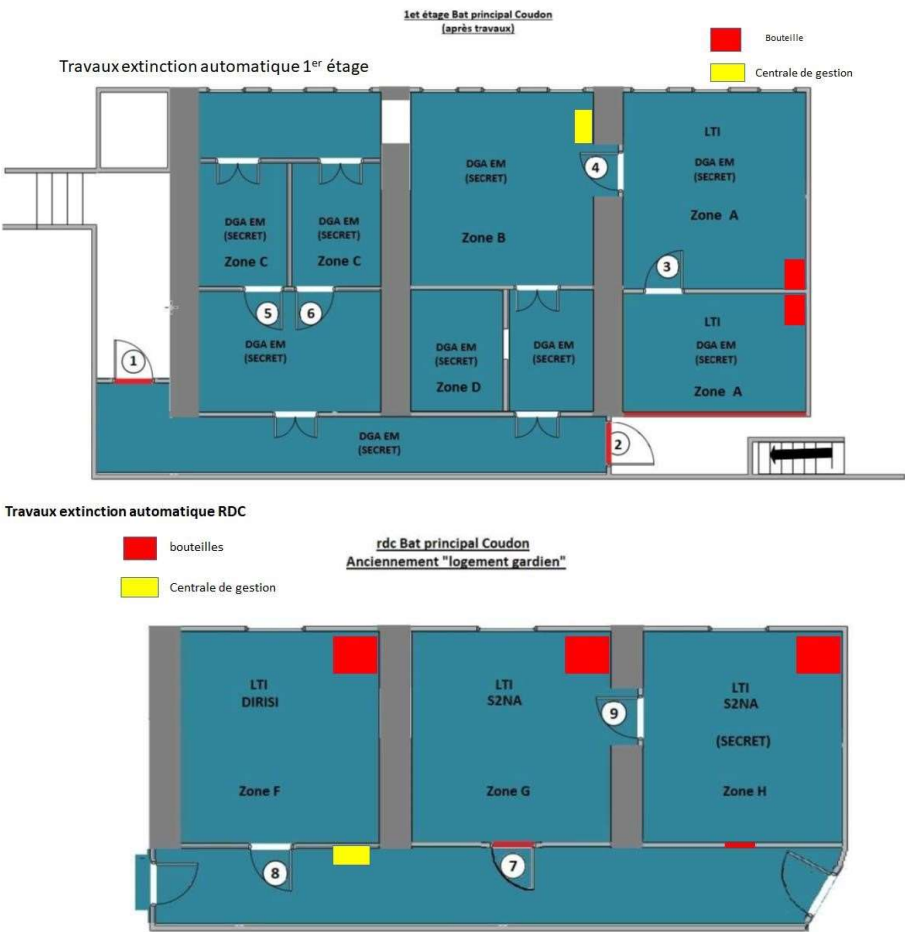 1et étage Bat principal Coudon
(après travaux)
Bouteille
Travaux extinction automatique 1er étage
Centrale de gestion
LTI
DGA EM
(SECRET)
Zone A
DGA EM
(SECRET)
Zone B
4
DGA EM
(SECRET)
Zone C
DGA EM
(SECRET)
Zone C
3
5
6
DGA EM
(SECRET)
DGA EM
(SECRET)
Zone D
DGA EM
(SECRET)
LTI
DGA EM
(SECRET)
Zone A
1
DGA EM
(SECRET)
2
Travaux extinction automatique RDC
bouteilles
Centrale de gestion
rdc Bat principal Coudon
Anciennement "logement gardien"
LTI
DIRISI
Zone F
LTI
S2NA
Zone G
9
LTI
S2NA
(SECRET)
Zone H
8
7